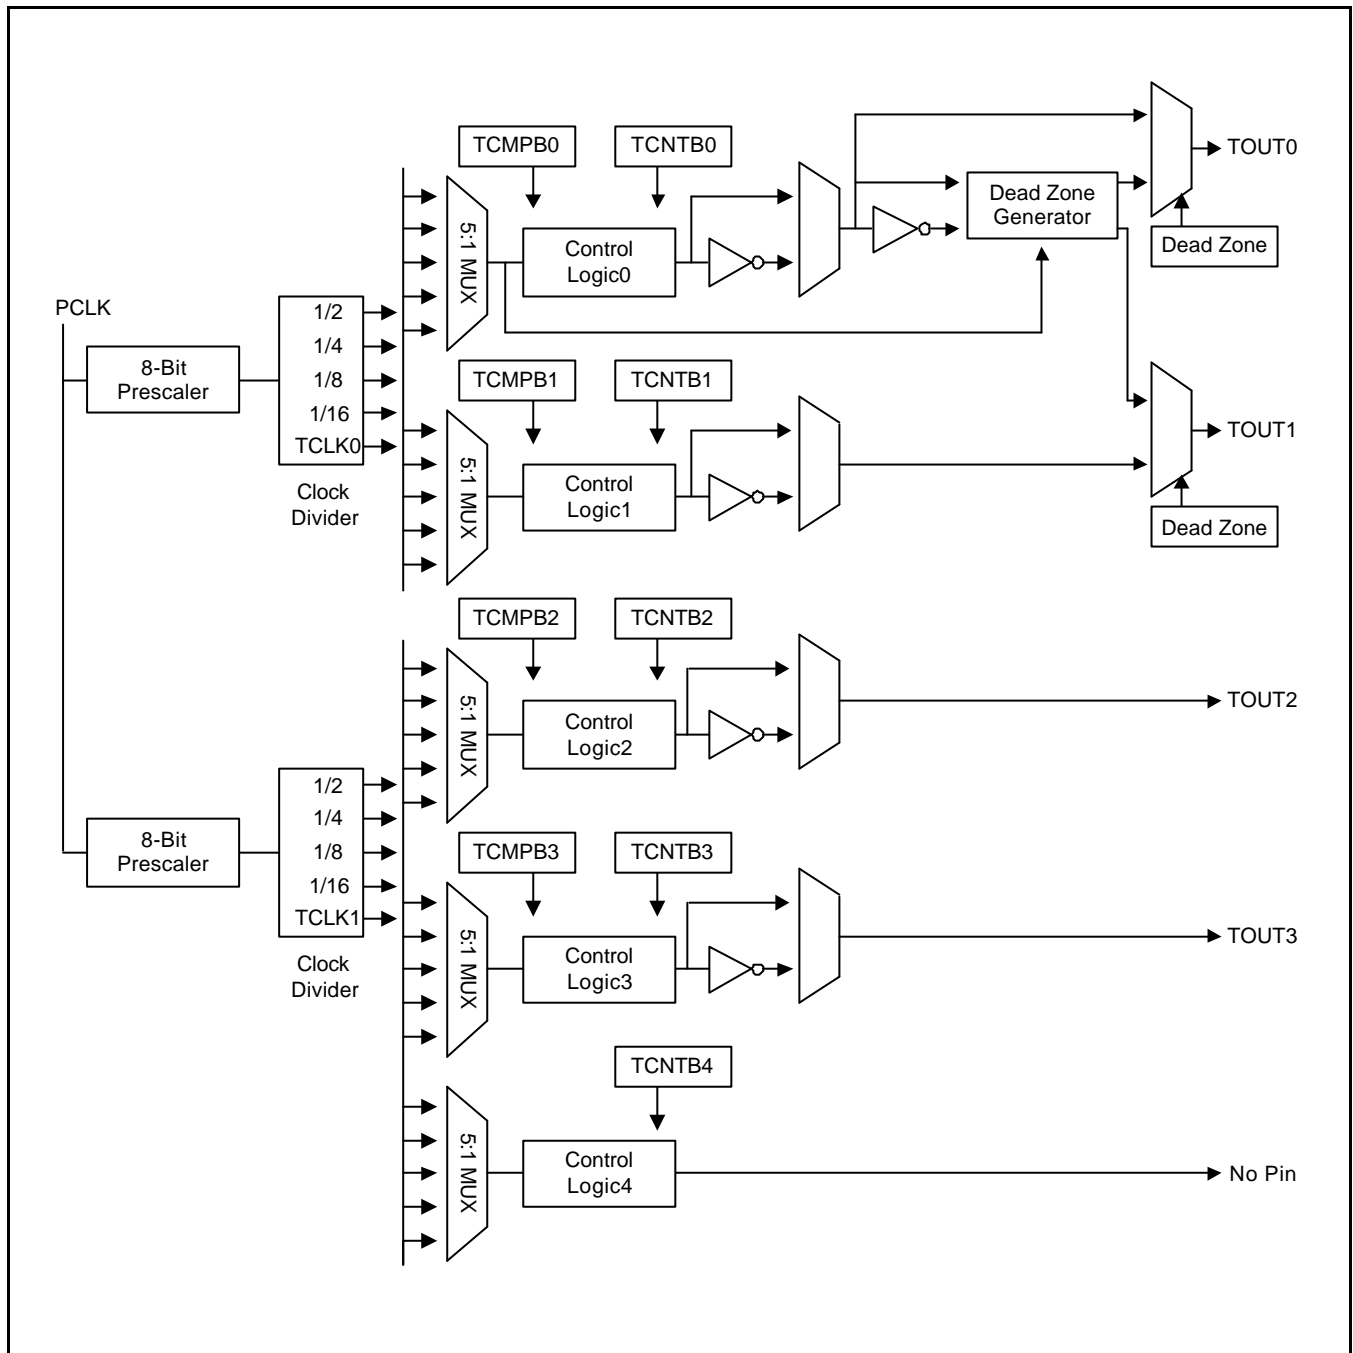 TCMPB0
TCNTB0
TOUT0
Dead Zone
Generator
5:1 MUX
Control
Logic0
Dead Zone
PCLK
1/2
1/4
1/8
1/16
TCLK0
8-Bit
Prescaler
Clock
Divider
TCMPB1
TCNTB1
TOUT1
5:1 MUX
Control
Logic1
Dead Zone
TCMPB2
TCNTB2
5:1 MUX
Control
Logic2
TOUT2
1/2
1/4
1/8
1/16
TCLK1
8-Bit
Prescaler
Clock
Divider
TCMPB3
TCNTB3
5:1 MUX
Control
Logic3
TOUT3
TCNTB4
5:1 MUX
Control
Logic4
No Pin